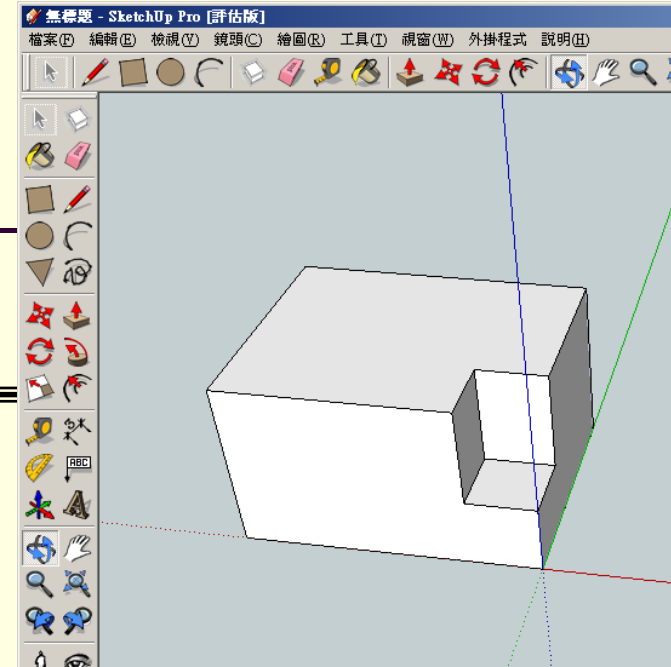 無標題 - SketchUp Pro [評估版]
檔案(F) 編輯(E) 檢視(V) 鏡頭(C) 繪圖(R) 工具(T) 視窗(W) 外掛程式 說明(H)
ABC